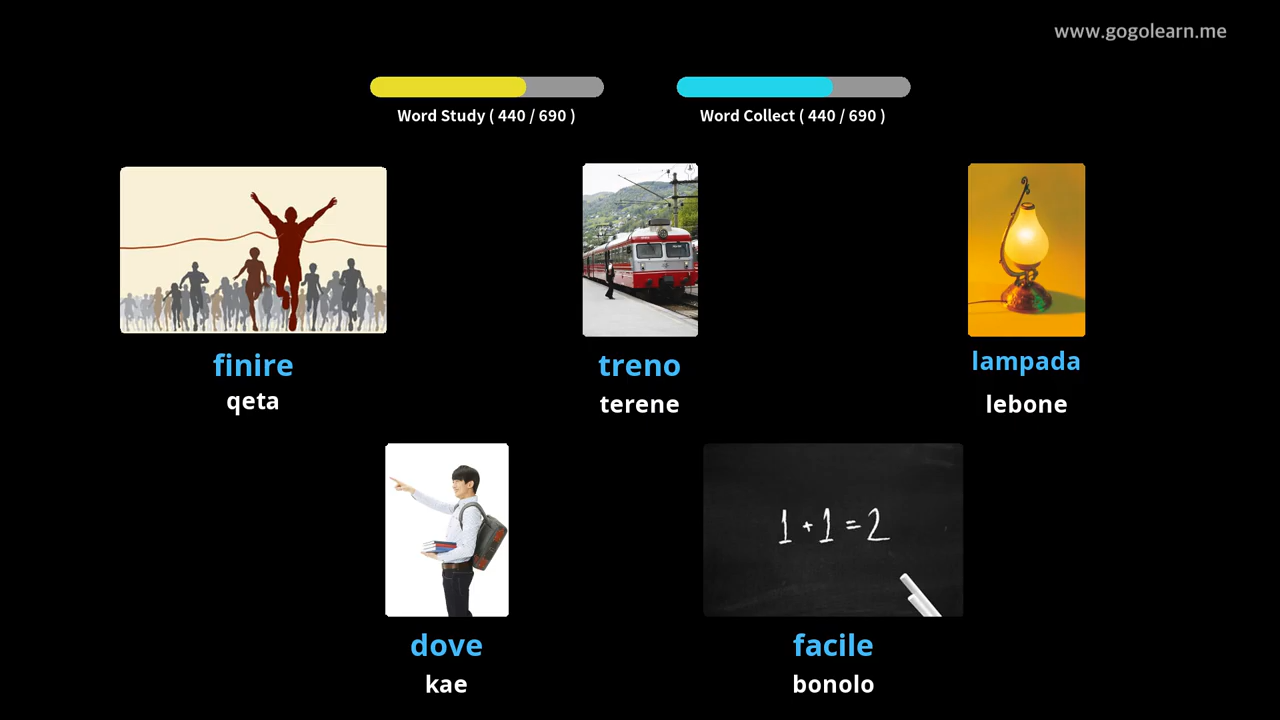 www.gogolearn.me
Word Study ( 440 / 690 )
Word Collect ( 440 / 690 )
finire
qeta
treno
terene
lampada
lebone
1 + 1 = 2
dove
kae
facile
bonolo